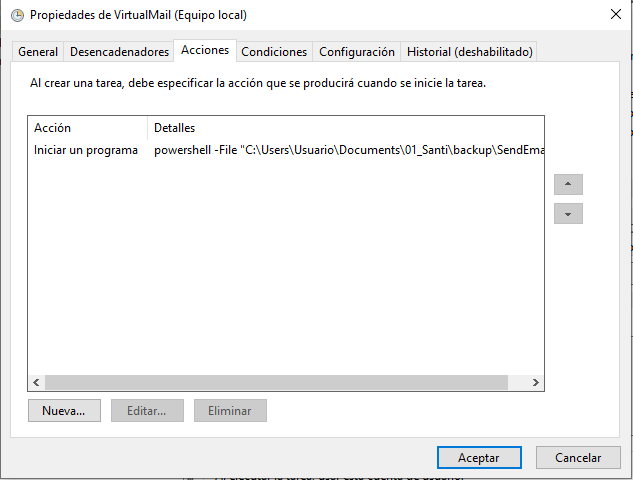 Propiedades de VirtualMail (Equipo local)
General Desencadenadores Acciones Condiciones Configuración Historial (deshabilitado)
Al crear una tarea, debe especificar la acción que se producirá cuando se inicie la tarea.
Acción Detalles
Iniciar un programa powershell -File "C:\Users\Usuario\Documents\01_Santi\backup\SendEma
Nueva... Editar... Eliminar
Aceptar Cancelar